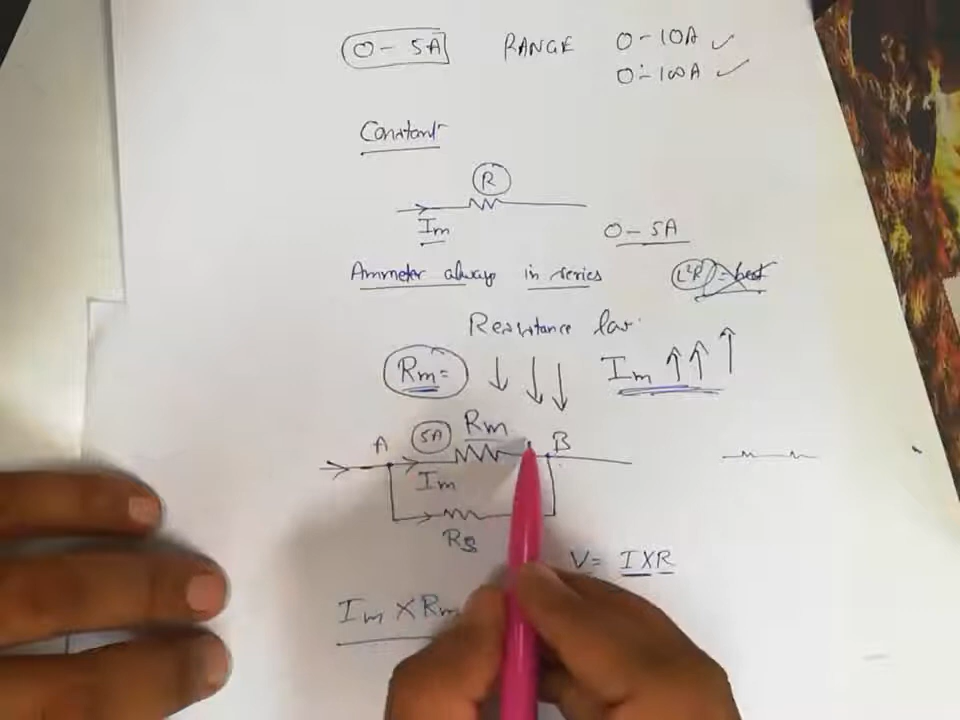 0 - 5A RANGE 0 - 10A ✓
0 - 100A ✓
Constant
R
Im
0 - 5A
Ammeter always in series
Resistance
Rm= ↓ ↓ ↓ Im ↑ ↑ ↑
A 5A Rm B
Im
Rs
V= I X R
Im X Rm